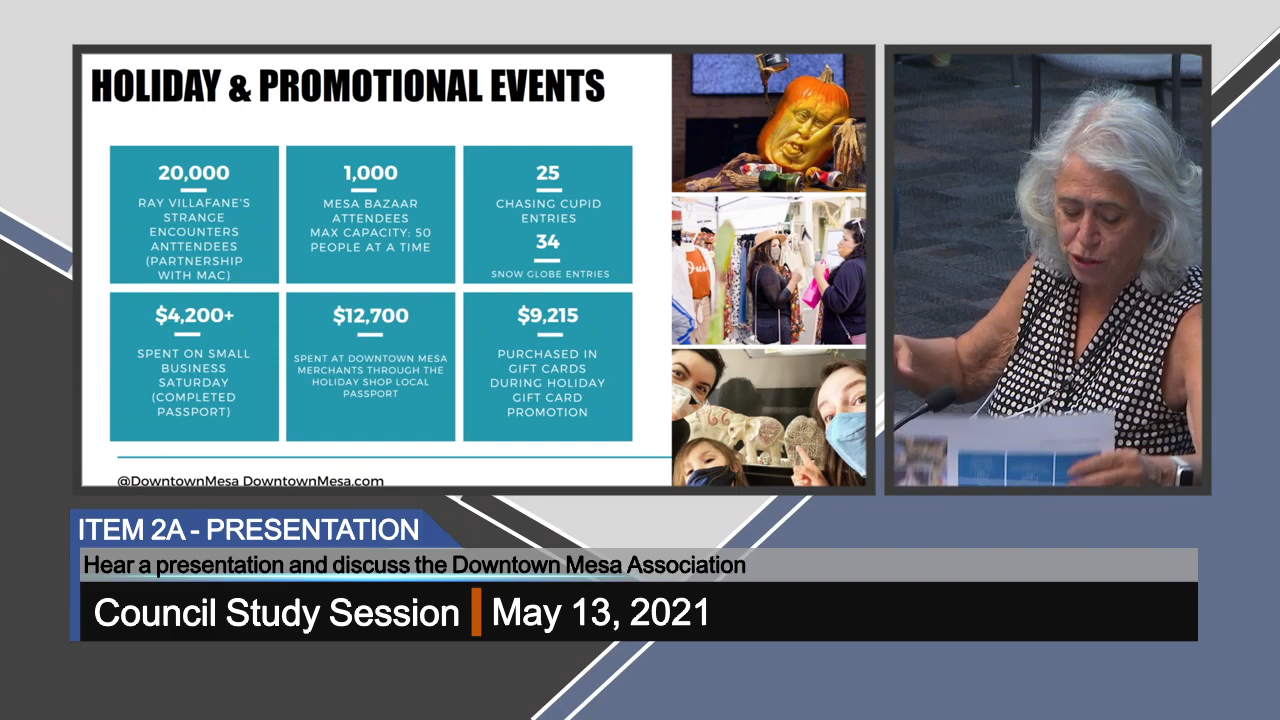 HOLIDAY & PROMOTIONAL EVENTS
20,000
RAY VILLAFANE'S
STRANGE
ENCOUNTERS
ANTTENDEES
(PARTNERSHIP
WITH MAC)
1,000
MESA BAZAAR
ATTENDEES
MAX CAPACITY: 50
PEOPLE AT A TIME
25
CHASING CUPID
ENTRIES
34
SNOW GLOBE ENTRIES
$4,200+
SPENT ON SMALL
BUSINESS
SATURDAY
(COMPLETED
PASSPORT)
$12,700
SPENT AT DOWNTOWN MESA
MERCHANTS THROUGH THE
HOLIDAY SHOP LOCAL
PASSPORT
$9,215
PURCHASED IN
GIFT CARDS
DURING HOLIDAY
GIFT CARD
PROMOTION
@DowntownMesa DowntownMesa.com
ITEM 2A - PRESENTATION
Hear a presentation and discuss the Downtown Mesa Association
Council Study Session
May 13, 2021